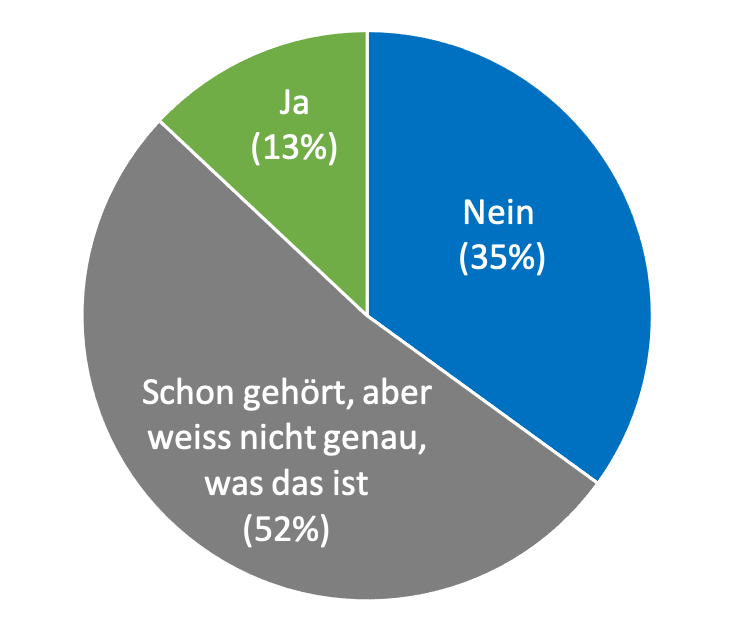 Ja
(13%)
Nein
(35%)
Schon gehört, aber
weiss nicht genau,
was das ist
(52%)